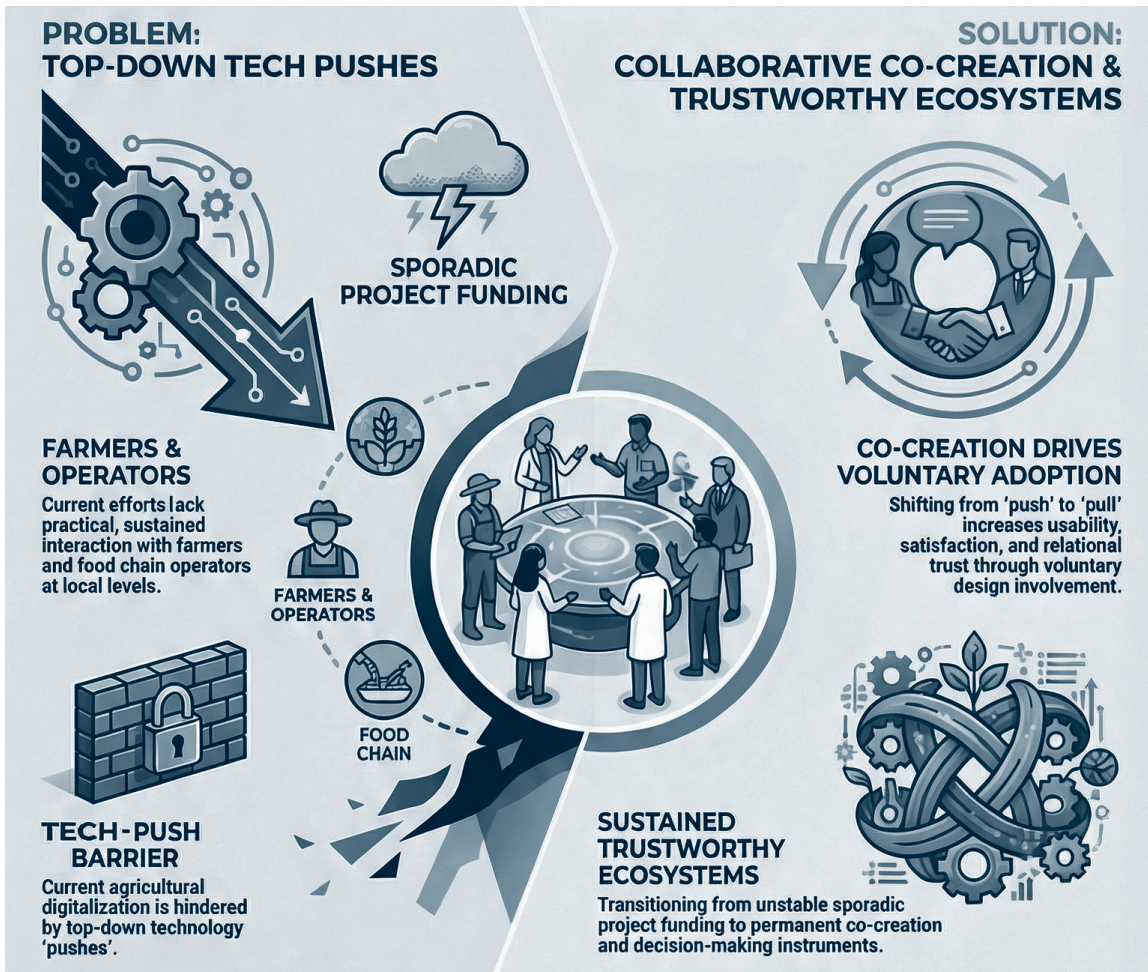 PROBLEM:
TOP-DOWN TECH PUSHES
SPORADIC
PROJECT FUNDING
FARMERS &
OPERATORS
Current efforts lack
practical, sustained
interaction with farmers
and food chain operators
at local levels.
FARMERS &
OPERATORS
FOOD
CHAIN
TECH-PUSH
BARRIER
Current agricultural
digitalization is hindered
by top-down technology
‘pushes’.
SOLUTION:
COLLABORATIVE CO-CREATION &
TRUSTWORTHY ECOSYSTEMS
CO-CREATION DRIVES
VOLUNTARY ADOPTION
Shifting from ‘push’ to ‘pull’
increases usability,
satisfaction, and relational
trust through voluntary
design involvement.
SUSTAINED
TRUSTWORTHY
ECOSYSTEMS
Transitioning from unstable sporadic
project funding to permanent co-creation
and decision-making instruments.